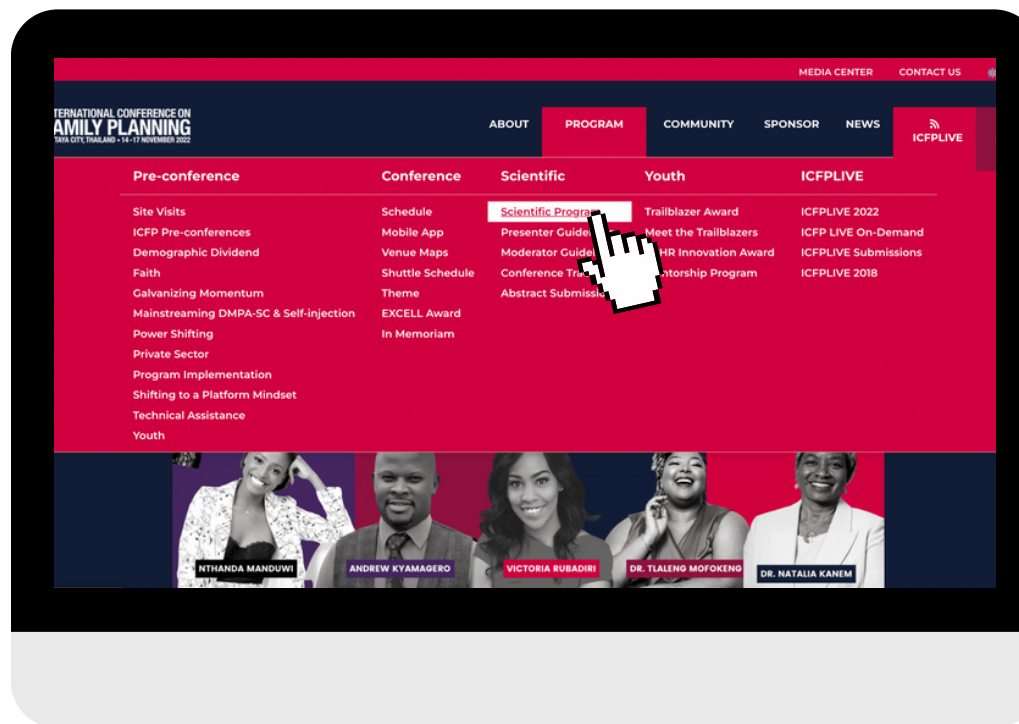 MEDIA CENTER CONTACT US
TERNATIONAL CONFERENCE ON
AMILY PLANNING
TAYA CITY, THAILAND • 14-17 NOVEMBER 2022
ABOUT PROGRAM COMMUNITY SPONSOR NEWS ICFPLIVE
Pre-conference
Site Visits
ICFP Pre-conferences
Demographic Dividend
Faith
Galvanizing Momentum
Mainstreaming DMPA-SC & Self-injection
Power Shifting
Private Sector
Program Implementation
Shifting to a Platform Mindset
Technical Assistance
Youth
Conference
Schedule
Mobile App
Venue Maps
Shuttle Schedule
Theme
EXCELL Award
In Memoriam
Scientific
Scientific Program
Presenter Guide
Moderator Guide
Conference Tra
Abstract Submissio
Youth
Trailblazer Award
Meet the Trailblazers
HR Innovation Award
ntorship Program
ICFPLIVE
ICFPLIVE 2022
ICFP LIVE On-Demand
ICFPLIVE Submissions
ICFPLIVE 2018
NTHANDA MANDUWI
ANDREW KYAMAGERO
VICTORIA RUBADIRI
DR. TLALENG MOFOKENG
DR. NATALIA KANEM